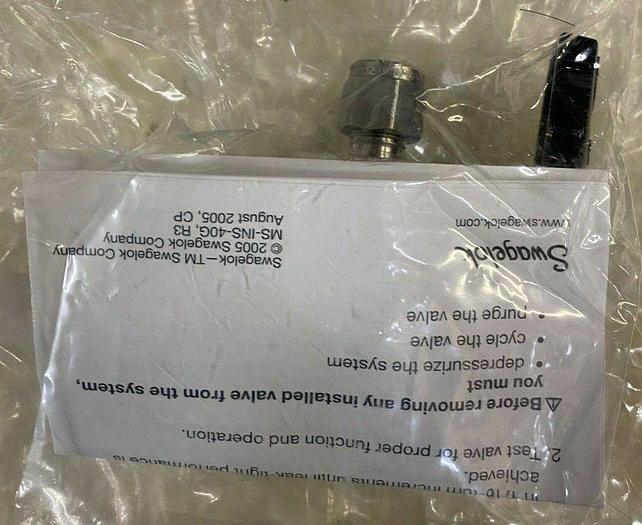 in 1/16-turn increments until leak-tight performance is
achieved.
2) Test valve for proper function and operation.
⚠Before removing any installed valve from the system,
you must
• depressurize the system
• cycle the valve
• purge the valve
Swagelok
www.swagelok.com
Swagelok—TM Swagelok Company
© 2005 Swagelok Company
MS-INS-40G, R3
August 2005, CP